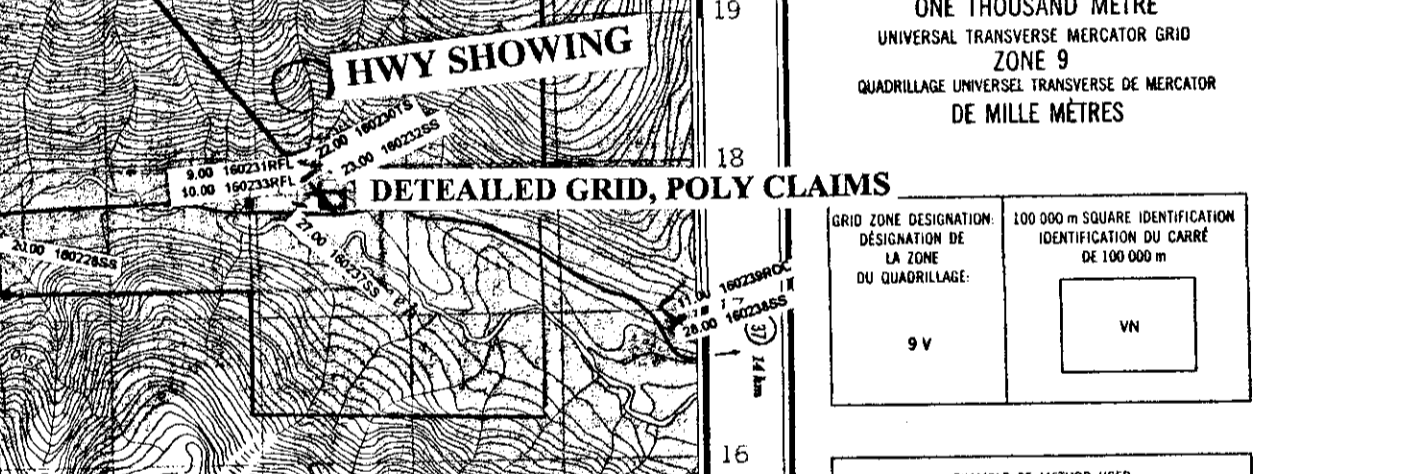 19
ONE THOUSAND METRE
UNIVERSAL TRANSVERSE MERCATOR GRID
ZONE 9
QUADRILLAGE UNIVERSEL TRANSVERSE DE MERCATOR
DE MILLE MÈTRES
HWY SHOWING
22.00 160230TS
23.00 160232SS
9.00 160231RFL
10.00 160233RFL
18
DETEAILED GRID, POLY CLAIMS
27.00 160237SS
20.00 160228SS
11.00 160239ROC
28.00 160238SS
37
14 km
16
GRID ZONE DESIGNATION:
DÉSIGNATION DE
LA ZONE
DU QUADRILLAGE:
9 V
100 000 m SQUARE IDENTIFICATION
IDENTIFICATION DU CARRÉ
DE 100 000 m
VN